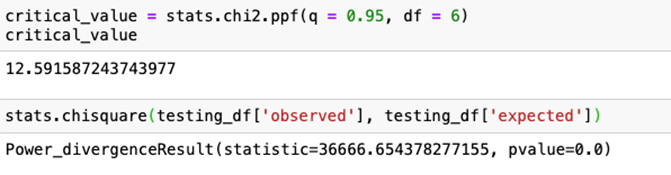 critical_value = stats.chi2.ppf(q = 0.95, df = 6)
critical_value
12.591587243743977
stats.chisquare(testing_df['observed'], testing_df['expected'])
Power_divergenceResult(statistic=36666.654378277155, pvalue=0.0)